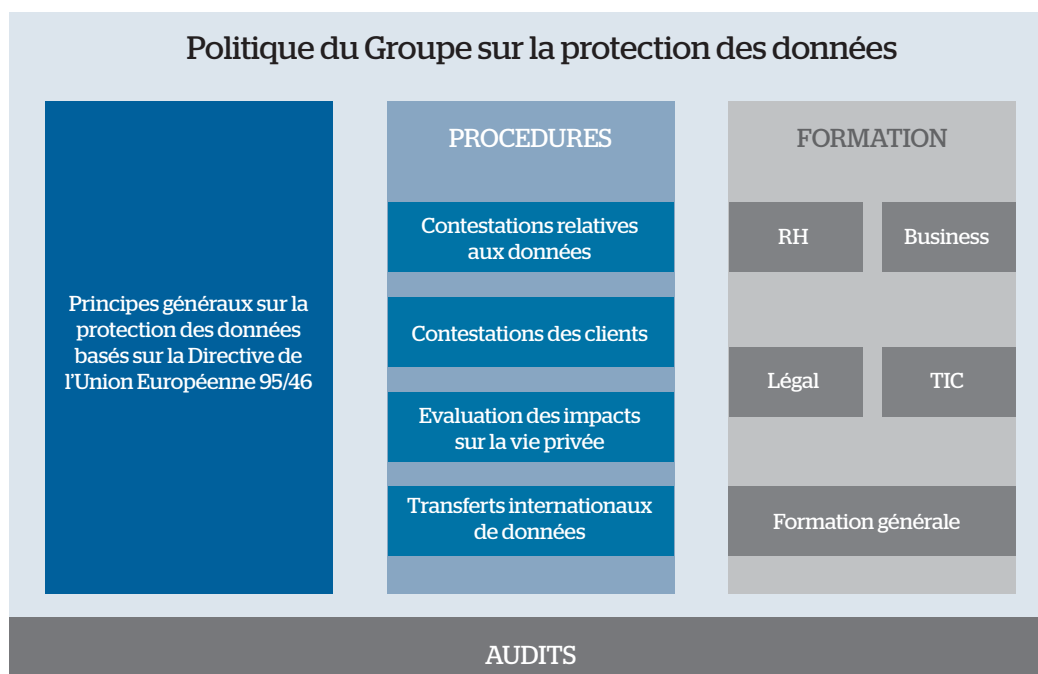 Politique du Groupe sur la protection des données
Principes généraux sur la
protection des données
basés sur la Directive de
l'Union Européenne 95/46
PROCEDURES
Contestations relatives
aux données
Contestations des clients
Evaluation des impacts
sur la vie privée
Transferts internationaux
de données
FORMATION
RH
Business
Légal
TIC
Formation générale
AUDITS